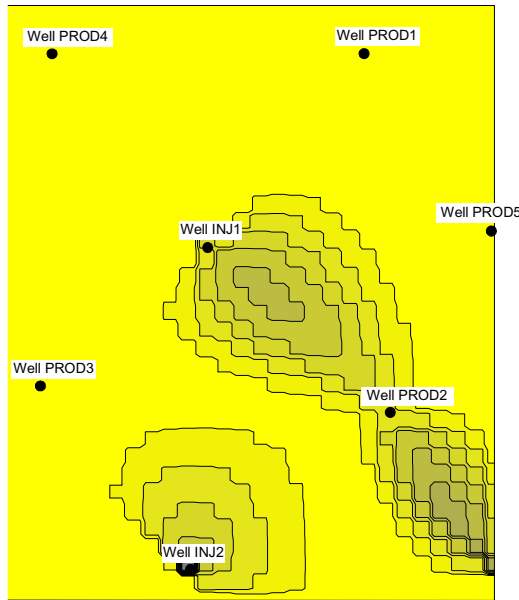 Well PROD4
Well PROD1
Well PROD5
Well INJ1
Well PROD3
Well PROD2
Well INJ2